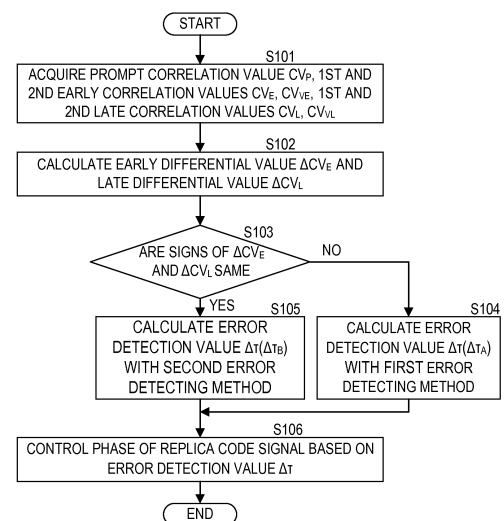 START
S101
ACQUIRE PROMPT CORRELATION VALUE CVP, 1ST AND
2ND EARLY CORRELATION VALUES CVE, CVVE, 1ST AND
2ND LATE CORRELATION VALUES CVL, CVVL
S102
CALCULATE EARLY DIFFERENTIAL VALUE ΔCVE AND
LATE DIFFERENTIAL VALUE ΔCVL
S103
ARE SIGNS OF ΔCVE
AND ΔCVL SAME
NO
YES
S105
CALCULATE ERROR
DETECTION VALUE Δτ(ΔτB)
WITH SECOND ERROR
DETECTING METHOD
S104
CALCULATE ERROR
DETECTION VALUE Δτ(ΔτA)
WITH FIRST ERROR
DETECTING METHOD
S106
CONTROL PHASE OF REPLICA CODE SIGNAL BASED ON
ERROR DETECTION VALUE Δτ
END